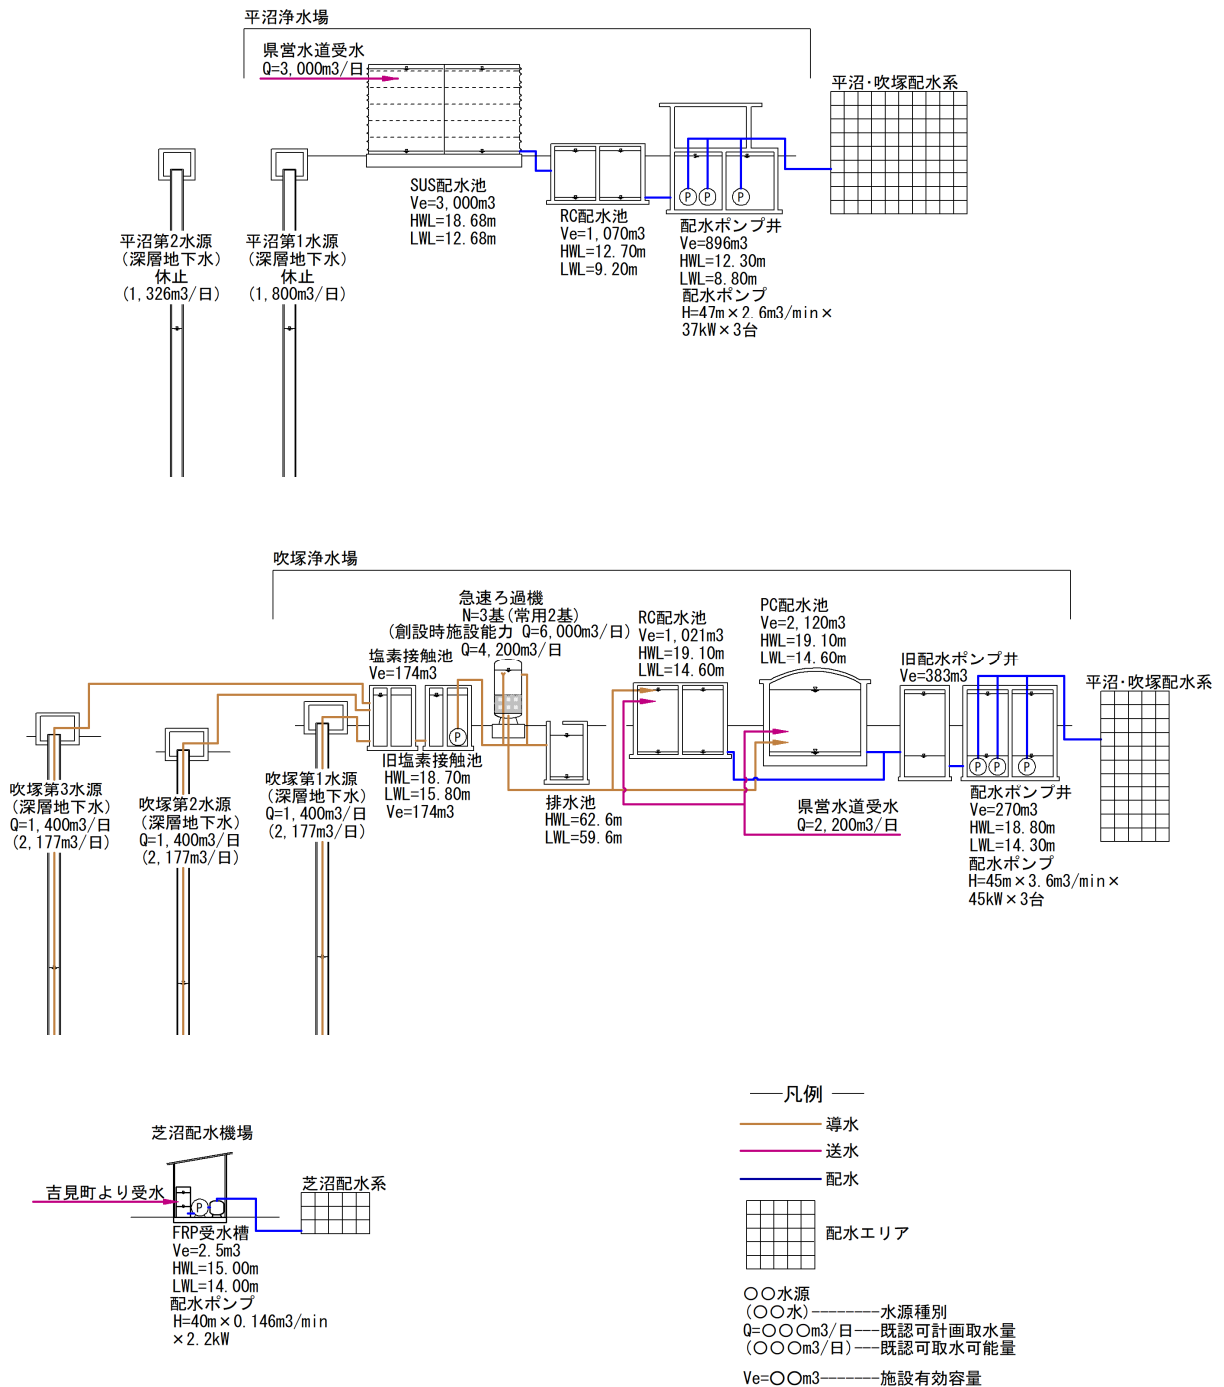 平沼浄水場
県営水道受水
Q=3,000m3/日
平沼・吹塚配水系
SUS配水池
Ve=3,000m3
HWL=18.68m
LWL=12.68m
RC配水池
Ve=1,070m3
HWL=12.70m
LWL=9.20m
P
P
P
配水ポンプ井
Ve=896m3
HWL=12.30m
LWL=8.80m
配水ポンプ
H=47m×2.6m3/min×
37kW×3台
平沼第2水源
(深層地下水)
休止
(1,326m3/日)
平沼第1水源
(深層地下水)
休止
(1,800m3/日)
吹塚浄水場
急速ろ過機
N=3基(常用2基)
(創設時施設能力 Q=6,000m3/日)
Q=4,200m3/日
塩素接触池
Ve=174m3
RC配水池
Ve=1,021m3
HWL=19.10m
LWL=14.60m
PC配水池
Ve=2,120m3
HWL=19.10m
LWL=14.60m
旧配水ポンプ井
Ve=383m3
平沼・吹塚配水系
P
P
P
P
旧塩素接触池
HWL=18.70m
LWL=15.80m
Ve=174m3
排水池
HWL=62.6m
LWL=59.6m
県営水道受水
Q=2,200m3/日
配水ポンプ井
Ve=270m3
HWL=18.80m
LWL=14.30m
配水ポンプ
H=45m×3.6m3/min×
45kW×3台
吹塚第3水源
(深層地下水)
Q=1,400m3/日
(2,177m3/日)
吹塚第2水源
(深層地下水)
Q=1,400m3/日
(2,177m3/日)
吹塚第1水源
(深層地下水)
Q=1,400m3/日
(2,177m3/日)
芝沼配水機場
吉見町より受水
P
芝沼配水系
FRP受水槽
Ve=2.5m3
HWL=15.00m
LWL=14.00m
配水ポンプ
H=40m×0.146m3/min
×2.2kW
凡例
導水
送水
配水
配水エリア
〇〇水源
(〇〇水)--------水源種別
Q=〇〇〇m3/日---既認可計画取水量
(〇〇〇m3/日)---既認可取水可能量
Ve=〇〇m3-------施設有効容量